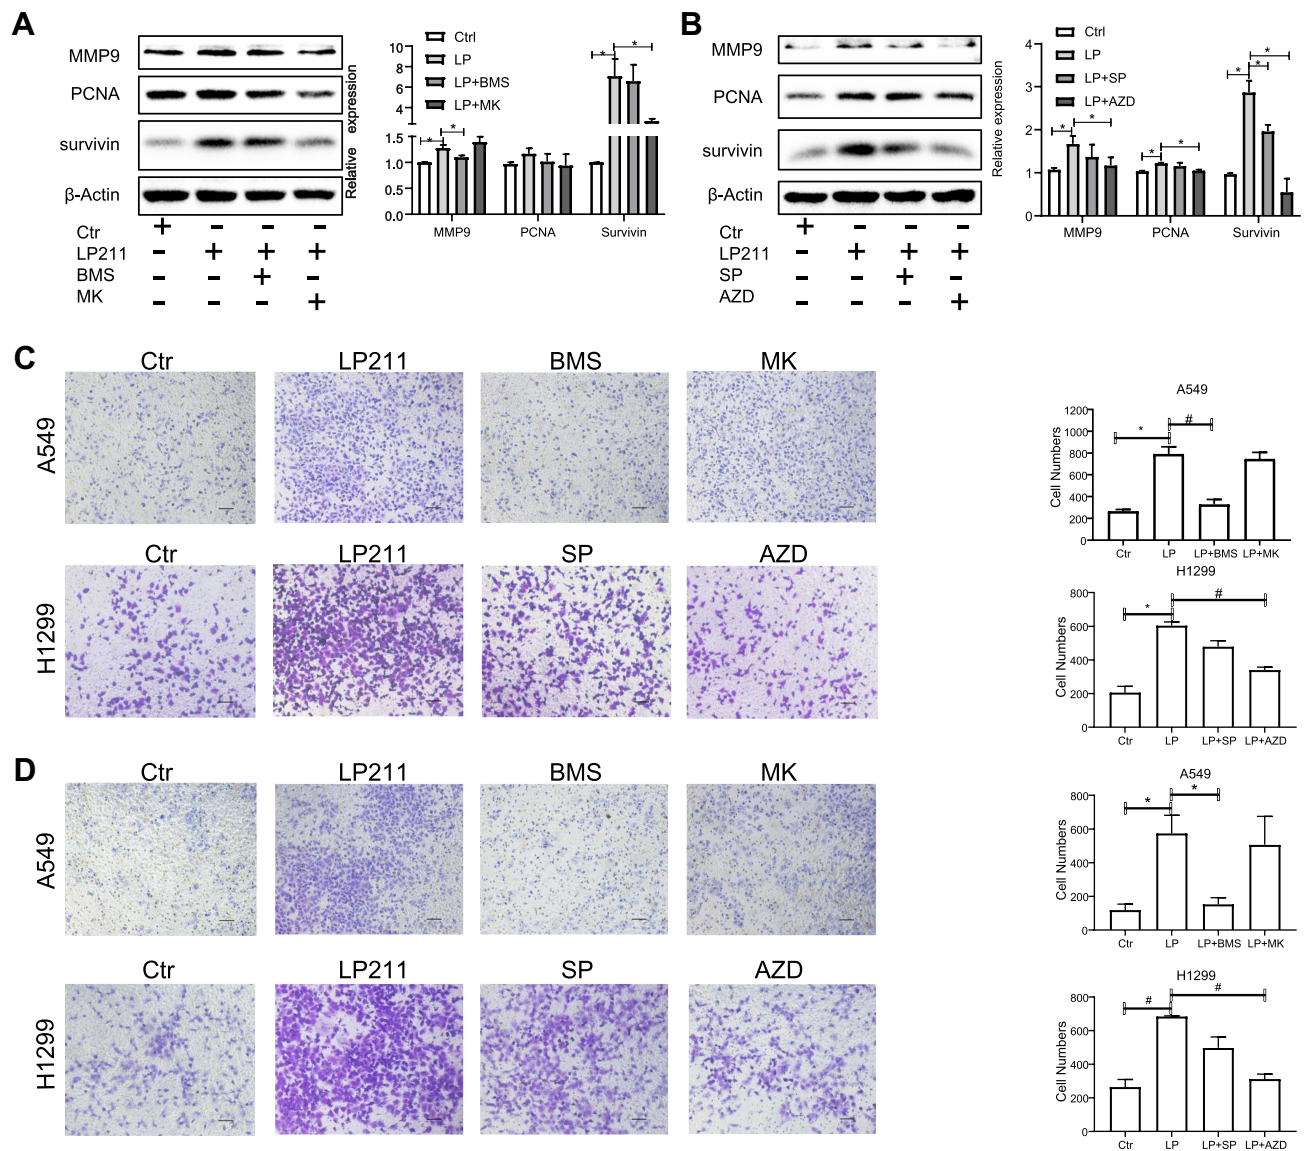 A
MMP9
PCNA
survivin
β-Actin
Ctr + - - -
LP211 - + + +
BMS - - + -
MK - - - +
Relative expression
10
8
6
4
1.5
1.0
0.5
0.0
Ctrl
LP
LP+BMS
LP+MK
* * * *
MMP9 PCNA Survivin
B
MMP9
PCNA
survivin
β-Actin
Ctr + - - -
LP211 - + + +
SP - - + -
AZD - - - +
Relative expression
4
3
2
1
0
Ctrl
LP
LP+SP
LP+AZD
* * * * * * *
MMP9 PCNA Survivin
C
Ctr LP211 BMS MK
A549
Ctr LP211 SP AZD
H1299
A549
Cell Numbers
1200
1000
800
600
400
200
0
* #
Ctr LP LP+BMS LP+MK
H1299
Cell Numbers
800
600
400
200
0
* #
Ctr LP LP+SP LP+AZD
D
Ctr LP211 BMS MK
A549
Ctr LP211 SP AZD
H1299
A549
Cell Numbers
800
600
400
200
0
* *
Ctr LP LP+BMS LP+MK
H1299
Cell Numbers
800
600
400
200
0
# #
Ctr LP LP+SP LP+AZD